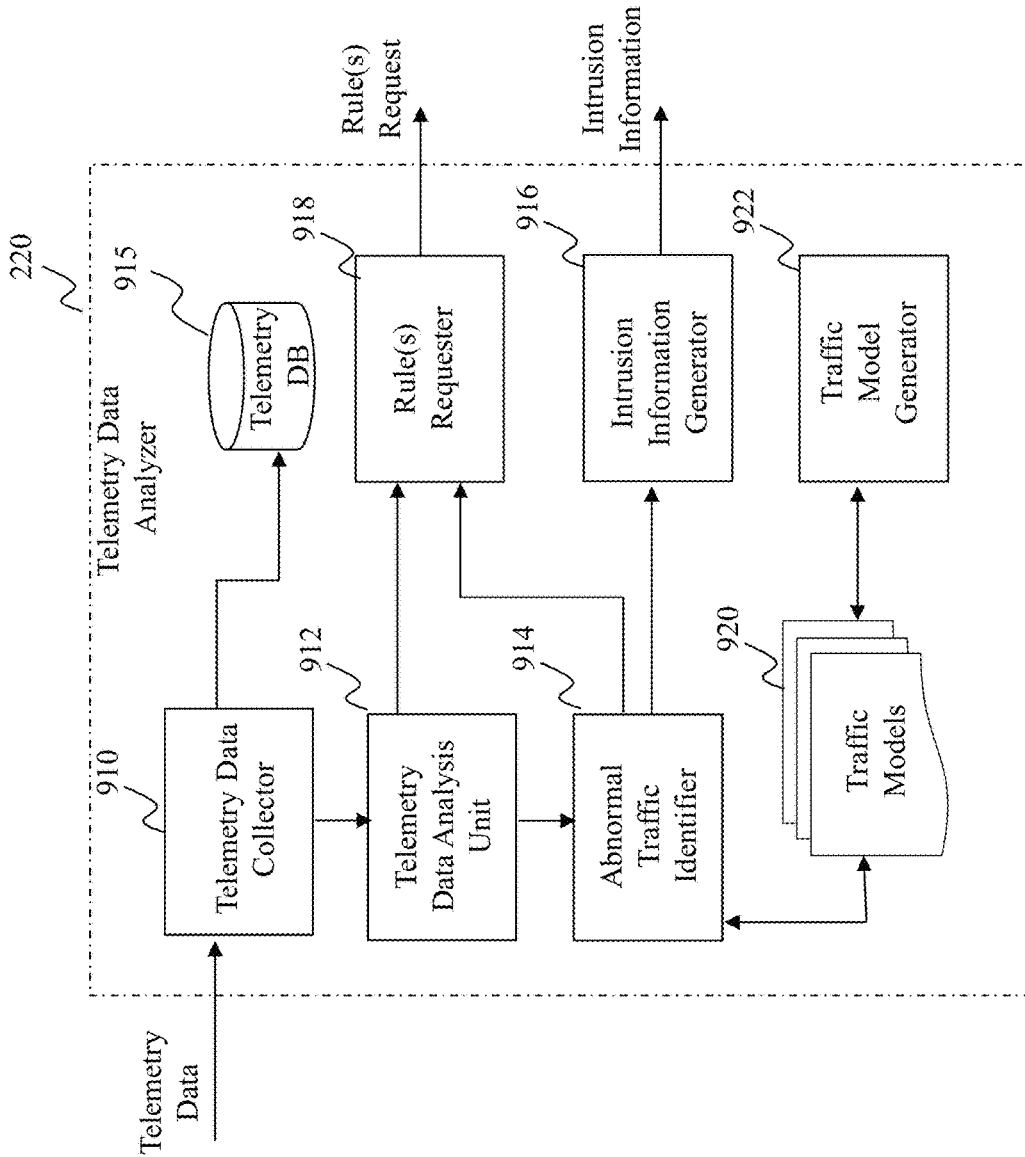 220
Telemetry Data
Analyzer
Telemetry
Data
910
Telemetry Data
Collector
915
Telemetry
DB
912
Telemetry
Data Analysis
Unit
918
Rule(s)
Requester
Rule(s)
Request
914
Abnormal
Traffic
Identifier
916
Intrusion
Information
Generator
Intrusion
Information
920
Traffic
Models
922
Traffic
Model
Generator